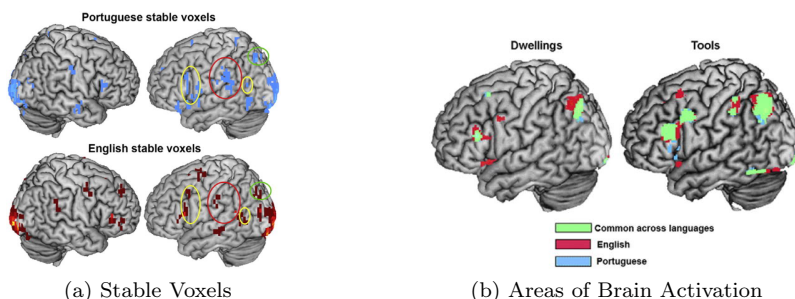 Portuguese stable voxels
English stable voxels
(a) Stable Voxels
Dwellings
Tools
Common across languages
English
Portuguese
(b) Areas of Brain Activation